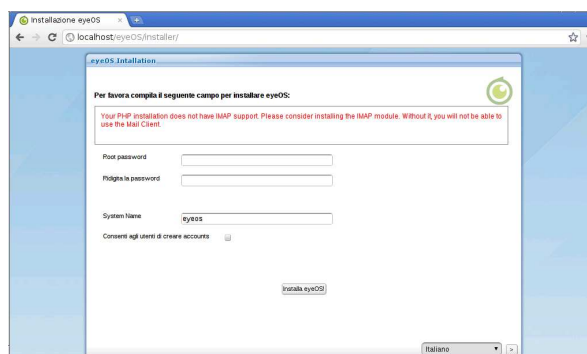 Installazione eyeOS
localhost/eyeOS/installer/
eyeOS Intallation
Per favora compila il seguente campo per installare eyeOS:
Your PHP installation does not have IMAP support. Please consider installing the IMAP module. Without it, you will not be able to
use the Mail Client.
Root password
Ridigita la password
System Name
eyeos
Consenti agli utenti di creare accounts
Installa eyeOS!
Italiano
>